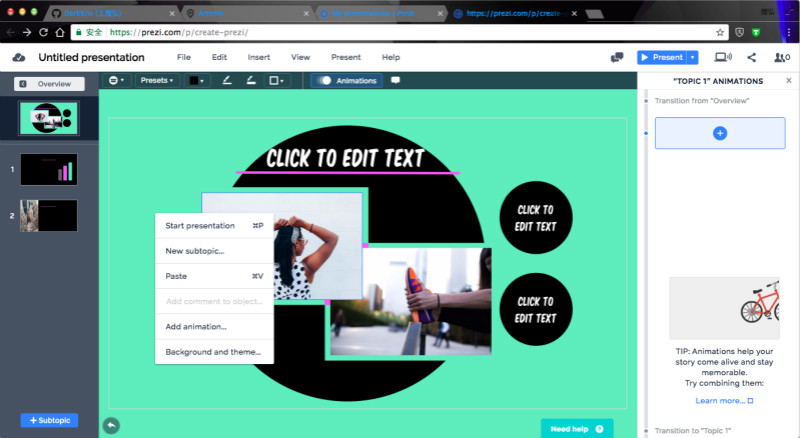 安全 https://prezi.com/p/create-prezi/
https://prezi.com/p/create-
Untitled presentation
File
Edit
Insert
View
Present
Help
Present
0
Overview
Presets
Animations
"TOPIC 1" ANIMATIONS
Transition from "Overview"
1
2
CLICK TO EDIT TEXT
CLICK TO
EDIT TEXT
CLICK TO
EDIT TEXT
Start presentation ⌘P
New subtopic...
Paste ⌘V
Add comment to object...
Add animation...
Background and theme...
TIP: Animations help your
story come alive and stay
memorable.
Try combining them:
Learn more...
+ Subtopic
Need help ?
Transition to "Topic 1"